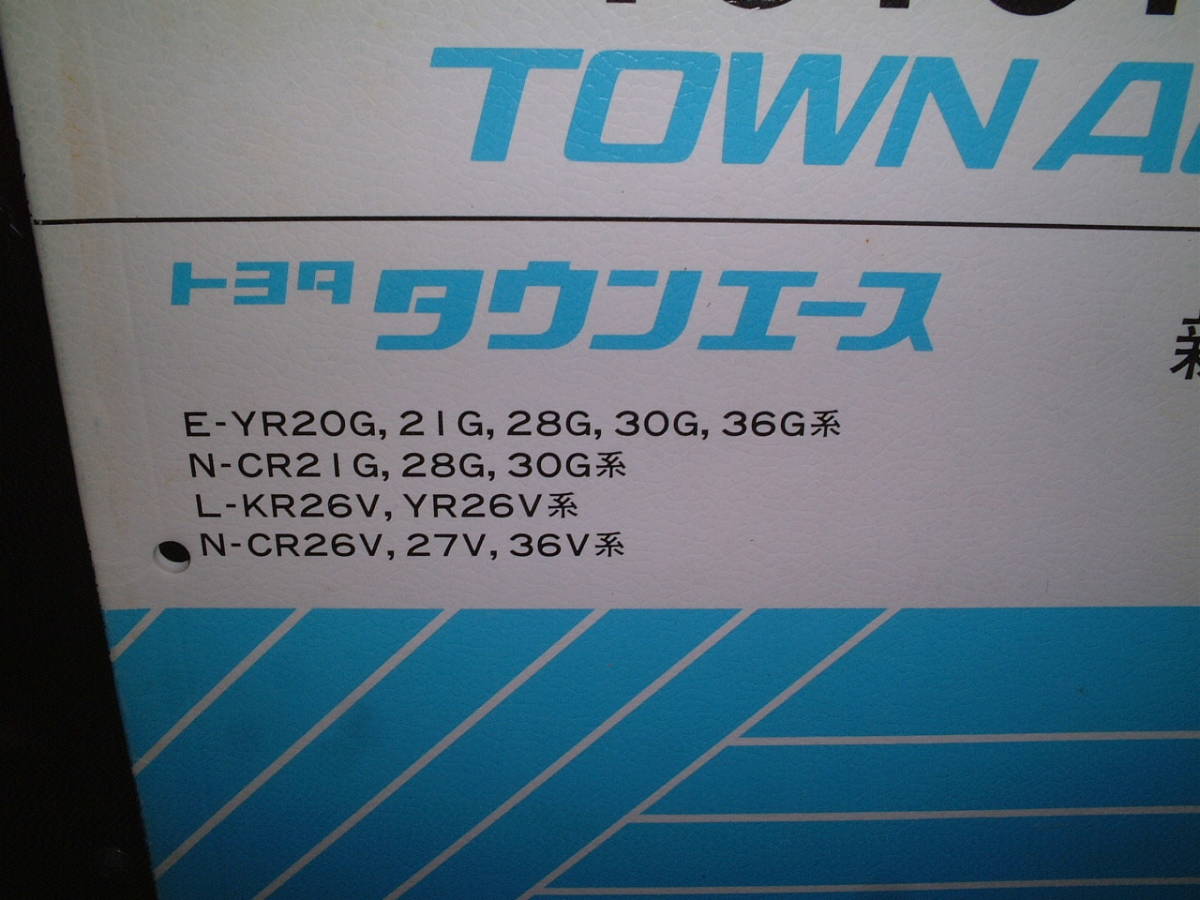 TOWN
トヨタ タウンエース
E-YR20G, 21G, 28G, 30G, 36G系
N-CR21G, 28G, 30G系
L-KR26V, YR26V系
N-CR26V, 27V, 36V系